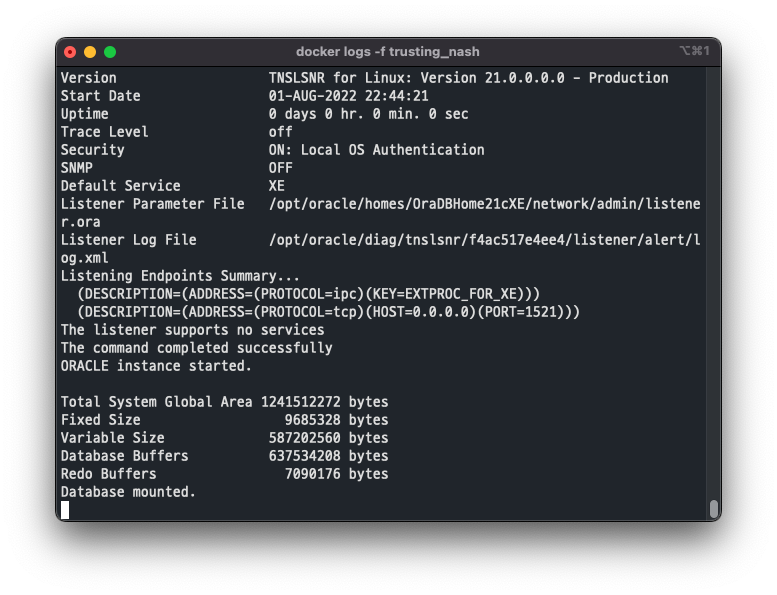 docker logs -f trusting_nash
⌥⌘1
Version TNSLSNR for Linux: Version 21.0.0.0.0 - Production
Start Date 01-AUG-2022 22:44:21
Uptime 0 days 0 hr. 0 min. 0 sec
Trace Level off
Security ON: Local OS Authentication
SNMP OFF
Default Service XE
Listener Parameter File /opt/oracle/homes/OraDBHome21cXE/network/admin/listene
r.ora
Listener Log File /opt/oracle/diag/tnslsnr/f4ac517e4ee4/listener/alert/l
og.xml
Listening Endpoints Summary...
(DESCRIPTION=(ADDRESS=(PROTOCOL=ipc)(KEY=EXTPROC_FOR_XE)))
(DESCRIPTION=(ADDRESS=(PROTOCOL=tcp)(HOST=0.0.0.0)(PORT=1521)))
The listener supports no services
The command completed successfully
ORACLE instance started.
Total System Global Area 1241512272 bytes
Fixed Size 9685328 bytes
Variable Size 587202560 bytes
Database Buffers 637534208 bytes
Redo Buffers 7090176 bytes
Database mounted.